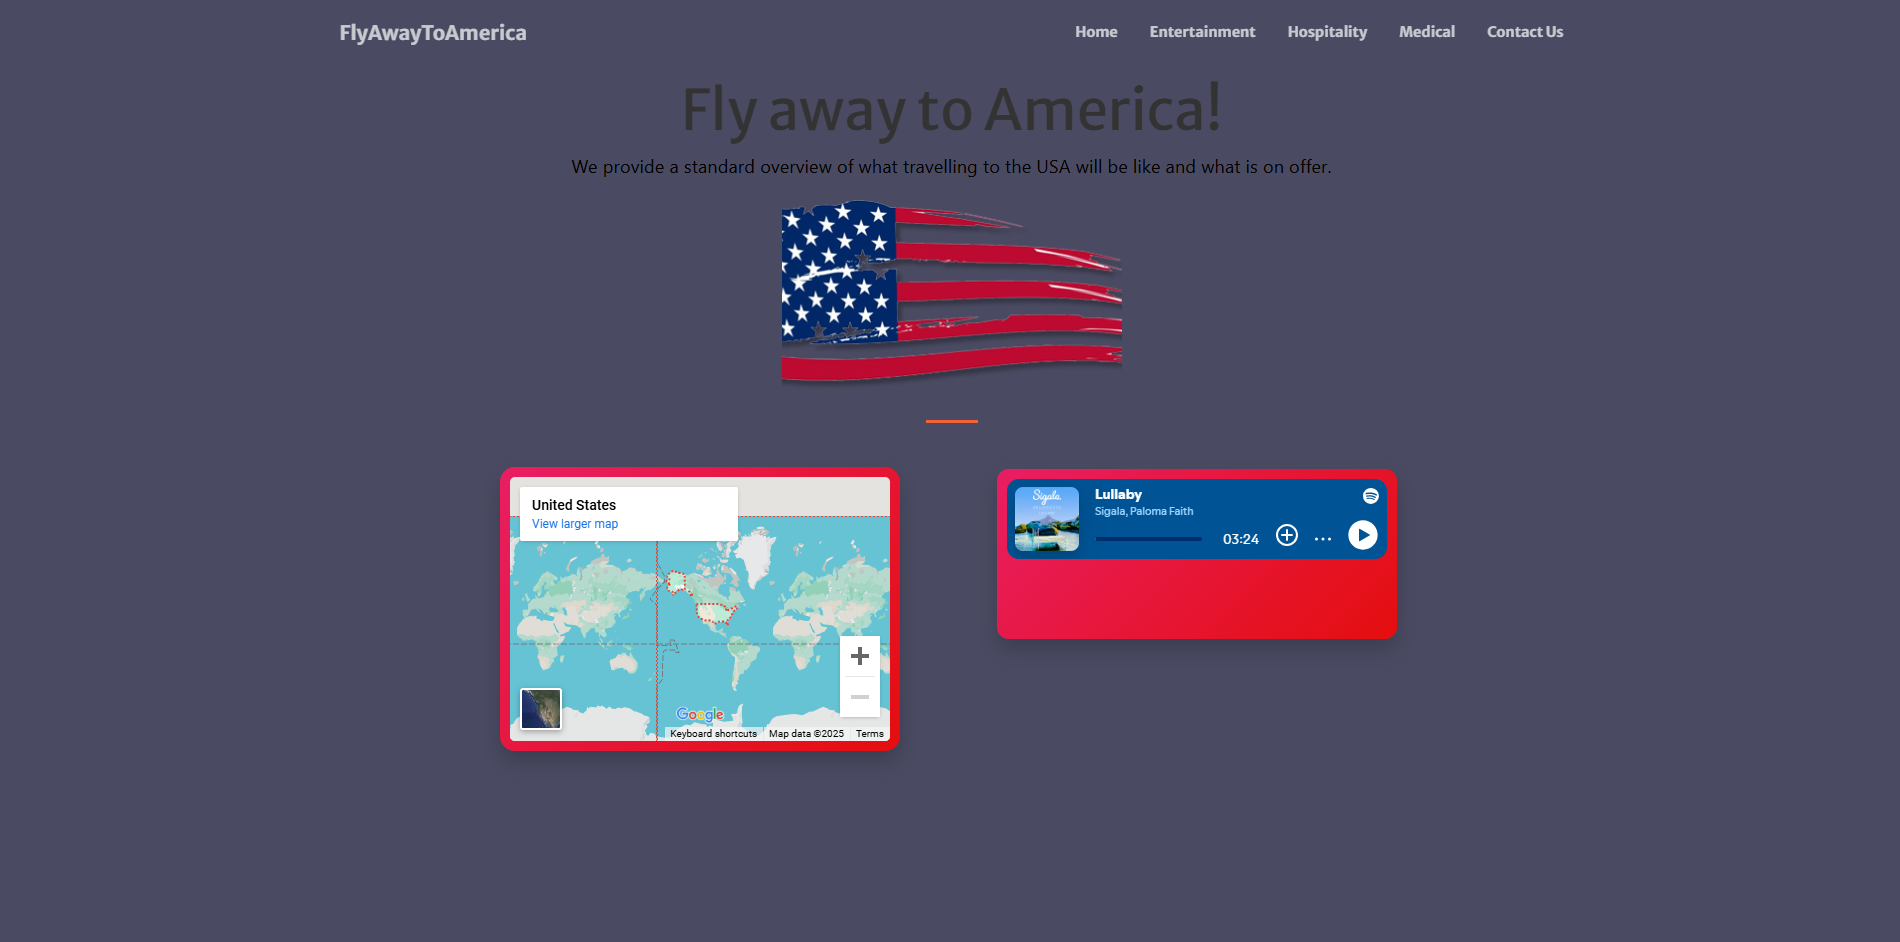 FlyAwayToAmerica
Home Entertainment Hospitality Medical Contact Us
Fly away to America!
We provide a standard overview of what travelling to the USA will be like and what is on offer.
United States
View larger map
Google
Keyboard shortcuts Map data ©2025 Terms
Sigala.
Lullaby
Sigala, Paloma Faith
03:24